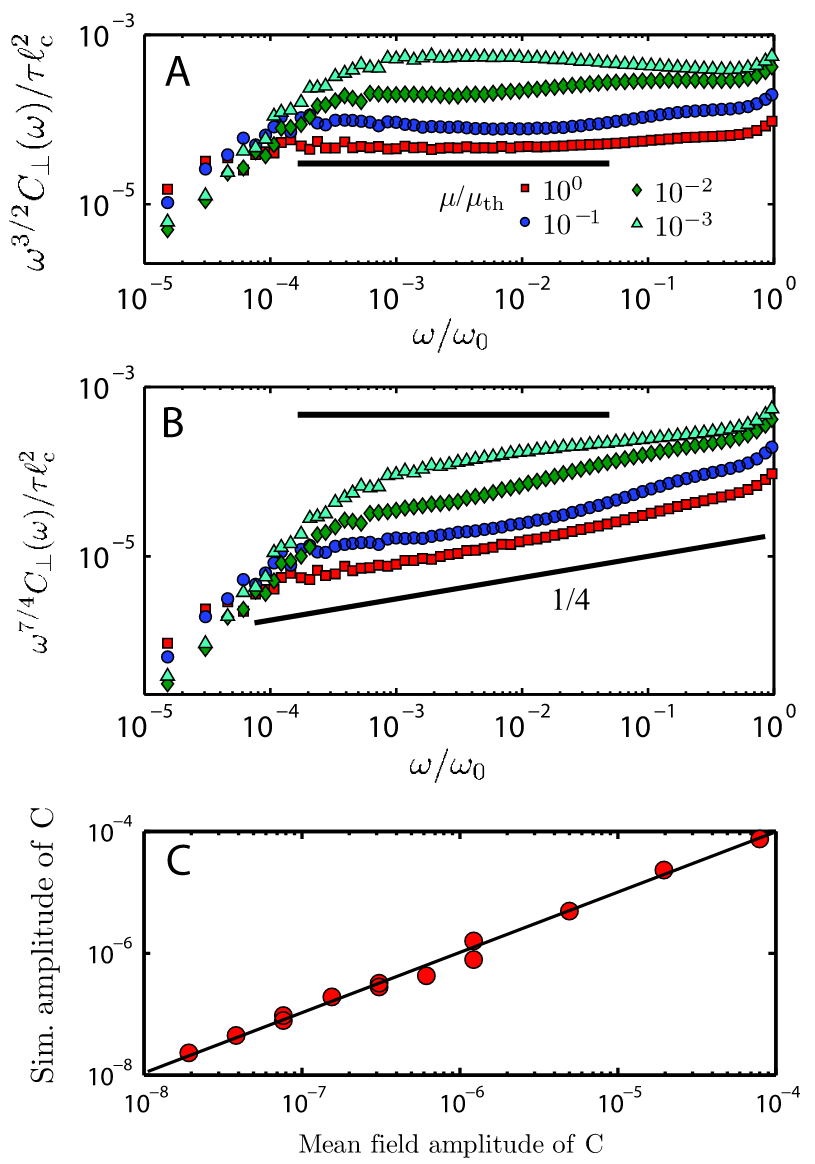 A
ω^{3/2} C_⊥(ω)/τℓ_c^2
10^{-3}
10^{-5}
μ/μ_th
10^0
10^{-2}
10^{-1}
10^{-3}
10^{-5} 10^{-4} 10^{-3} 10^{-2} 10^{-1} 10^0
ω/ω_0
B
ω^{7/4} C_⊥(ω)/τℓ_c^2
10^{-3}
10^{-5}
1/4
10^{-5} 10^{-4} 10^{-3} 10^{-2} 10^{-1} 10^0
ω/ω_0
C
Sim. amplitude of C
10^{-4}
10^{-6}
10^{-8}
10^{-8} 10^{-7} 10^{-6} 10^{-5} 10^{-4}
Mean field amplitude of C